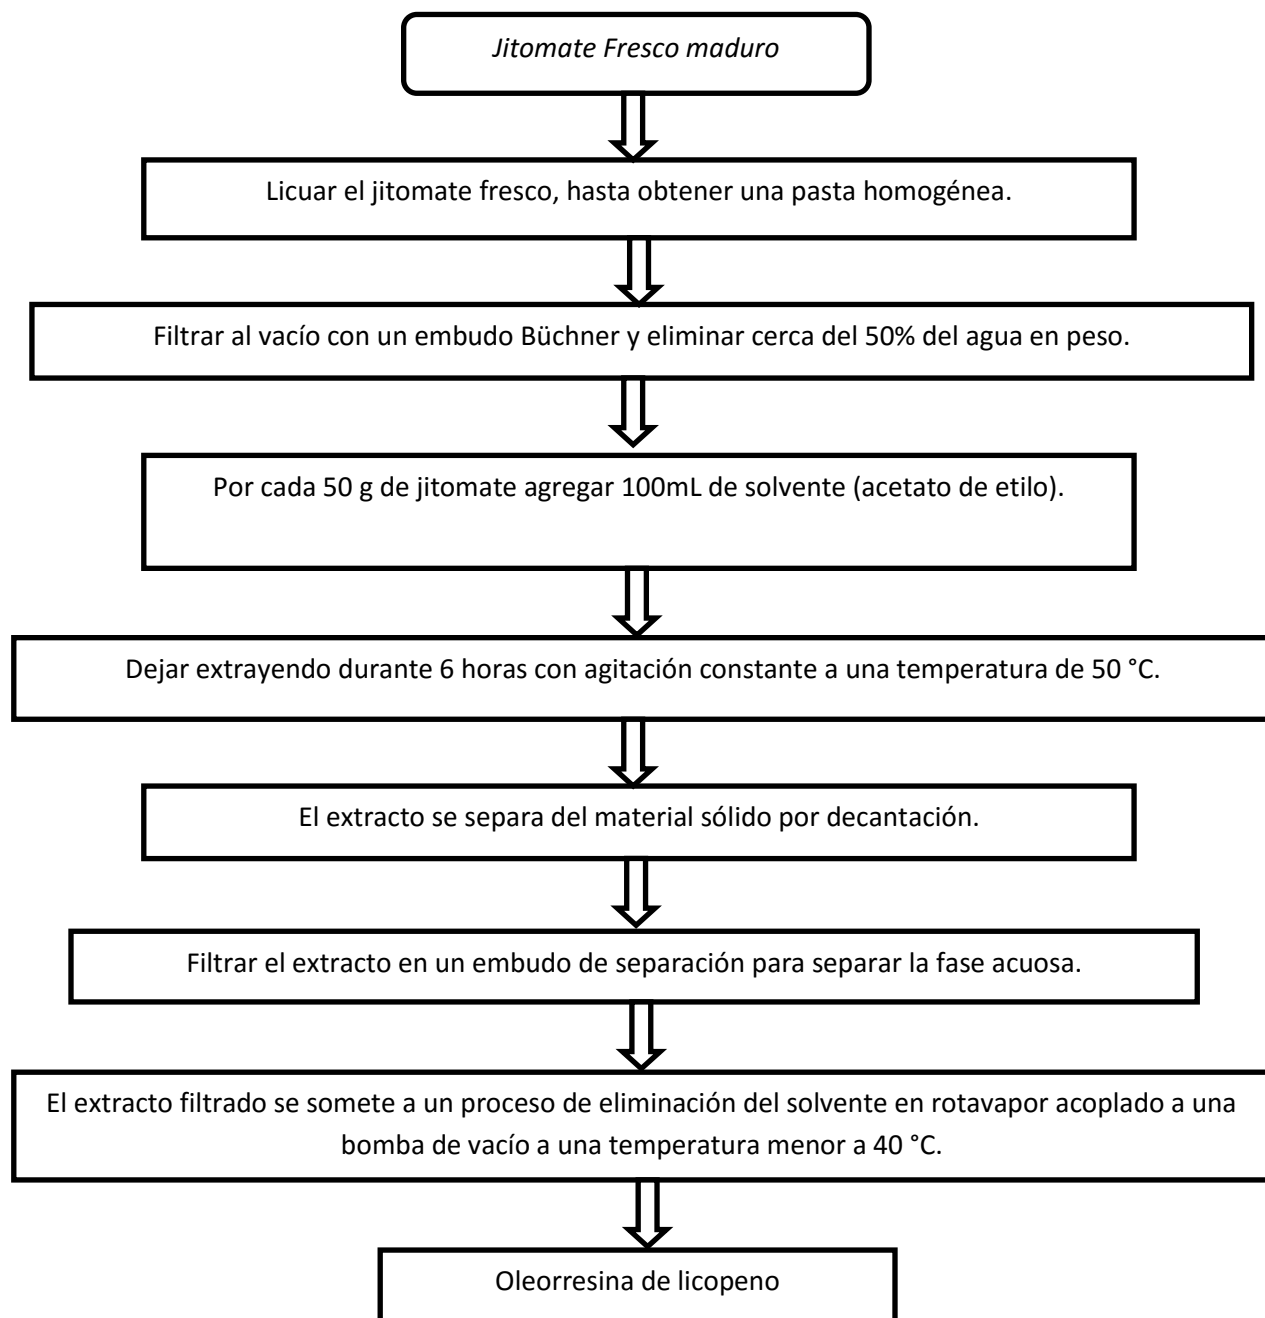 Jitomate Fresco maduro
Licuar el jitomate fresco, hasta obtener una pasta homogénea.
Filtrar al vacío con un embudo Büchner y eliminar cerca del 50% del agua en peso.
Por cada 50 g de jitomate agregar 100mL de solvente (acetato de etilo).
Dejar extrayendo durante 6 horas con agitación constante a una temperatura de 50 °C.
El extracto se separa del material sólido por decantación.
Filtrar el extracto en un embudo de separación para separar la fase acuosa.
El extracto filtrado se somete a un proceso de eliminación del solvente en rotavapor acoplado a una
bomba de vacío a una temperatura menor a 40 °C.
Oleorresina de licopeno